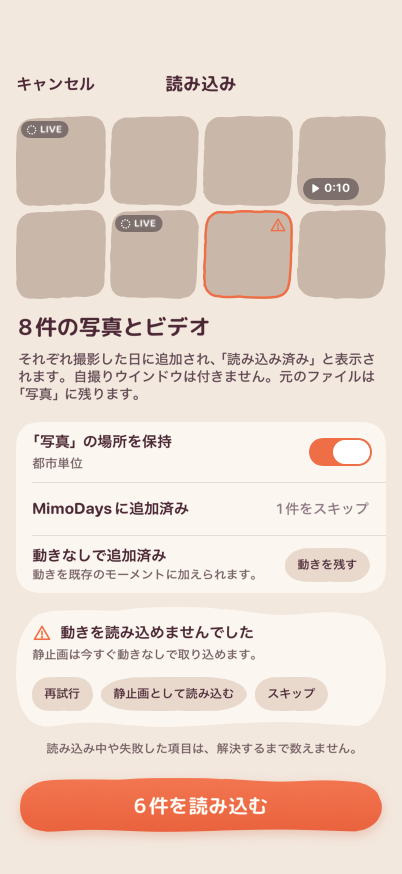 キャンセル
読み込み
LIVE
0:10
LIVE
8件の写真とビデオ
それぞれ撮影した日に追加され、「読み込み済み」と表示さ
れます。自撮りウインドウは付きません。元のファイルは
「写真」に残ります。
「写真」の場所を保持
都市単位
MimoDaysに追加済み
1件をスキップ
動きなしで追加済み
動きを既存のモーメントに加えられます。
動きを残す
動きを読み込めませんでした
静止画は今すぐ動きなしで取り込めます。
再試行
静止画として読み込む
スキップ
読み込み中や失敗した項目は、解決するまで数えません。
6件を読み込む